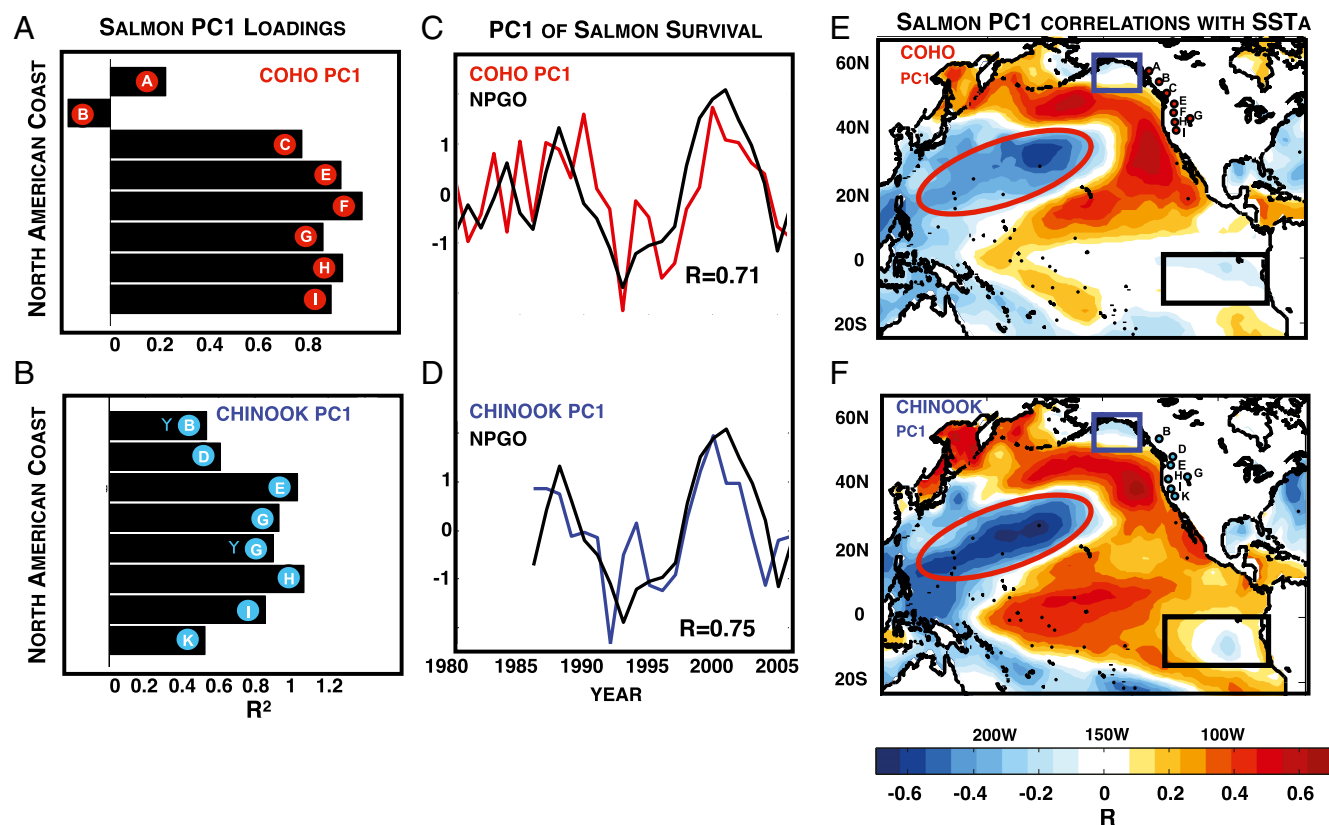 A
SALMON PC1 LOADINGS
NORTH AMERICAN COAST
COHO PC1
A
B
C
E
F
G
H
I
0 0.2 0.4 0.6 0.8
B
NORTH AMERICAN COAST
CHINOOK PC1
Y B
D
E
G
Y G
H
I
K
0 0.2 0.4 0.6 0.8 1 1.2
R²
C
PC1 OF SALMON SURVIVAL
COHO PC1
NPGO
1
0
-1
R=0.71
D
CHINOOK PC1
NPGO
1
0
-1
R=0.75
1980 1985 1990 1995 2000 2005
YEAR
E
SALMON PC1 CORRELATIONS WITH SSTA
COHO
PC1
60N
40N
20N
0
20S
A
B
C
E
F
H G
I
F
CHINOOK
PC1
60N
40N
20N
0
20S
B
D
E
H G
I
K
200W 150W 100W
-0.6 -0.4 -0.2 0 0.2 0.4 0.6
R